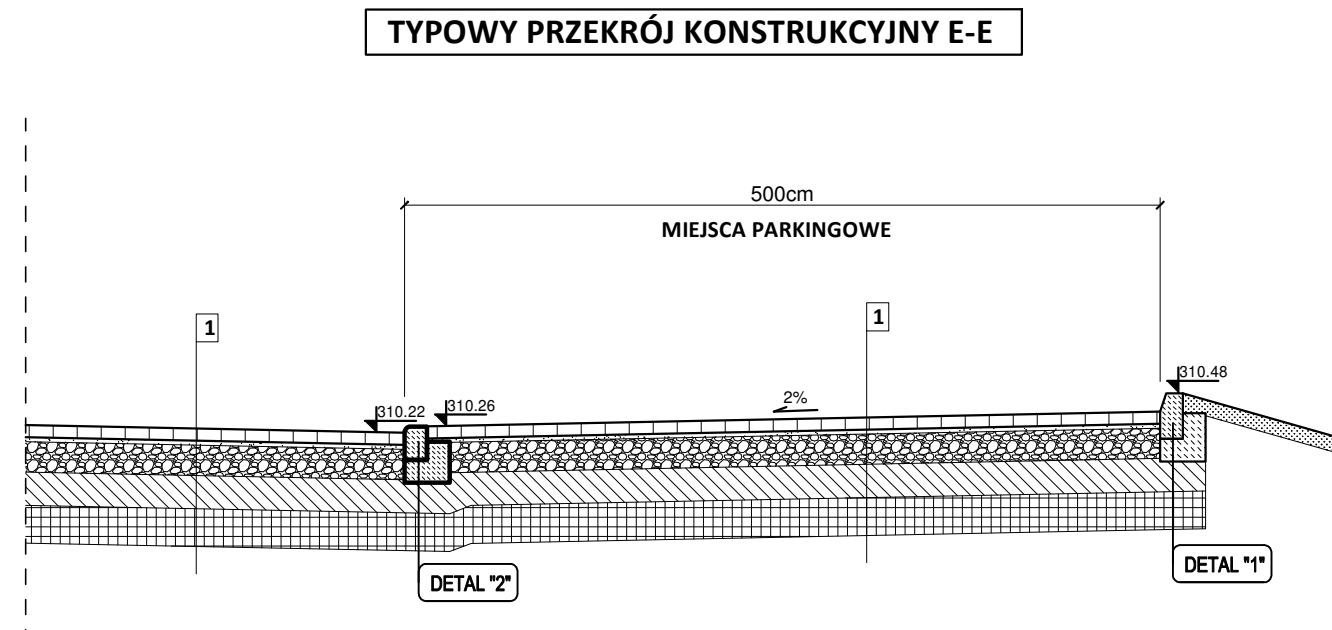 TYPOWY PRZEKRÓJ KONSTRUKCYJNY E-E
500cm
MIEJSCA PARKINGOWE
1
1
310.22
310.26
2%
310.48
DETAL "2"
DETAL "1"